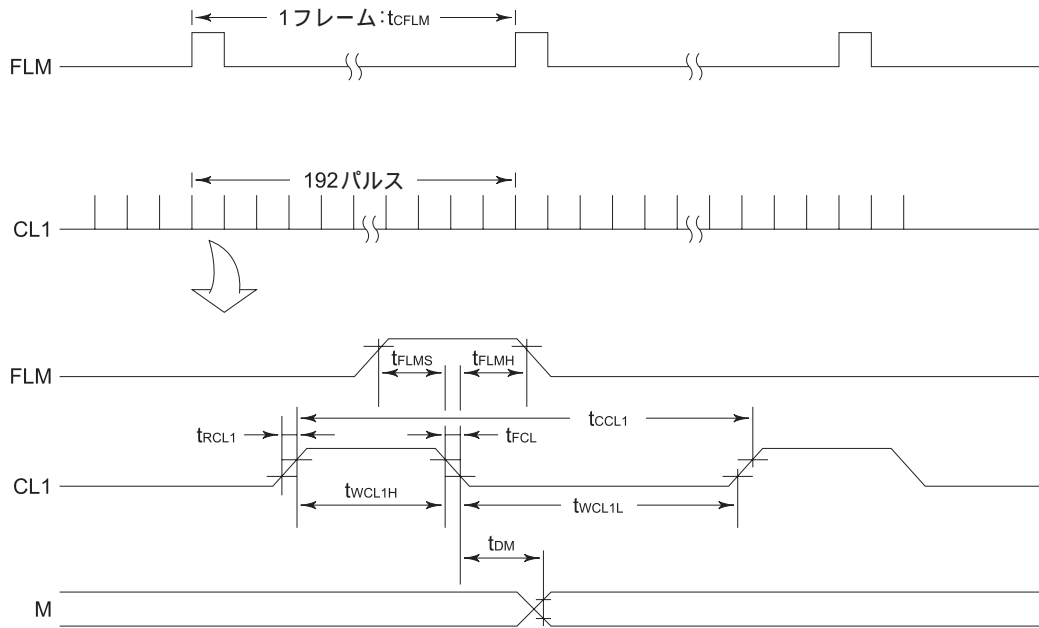 1フレーム:tCFLM
FLM
192パルス
CL1
FLM
tFLMS
tFLMH
tCCL1
tRCL1
tFCL
CL1
tWCL1H
tWCL1L
tDM
M